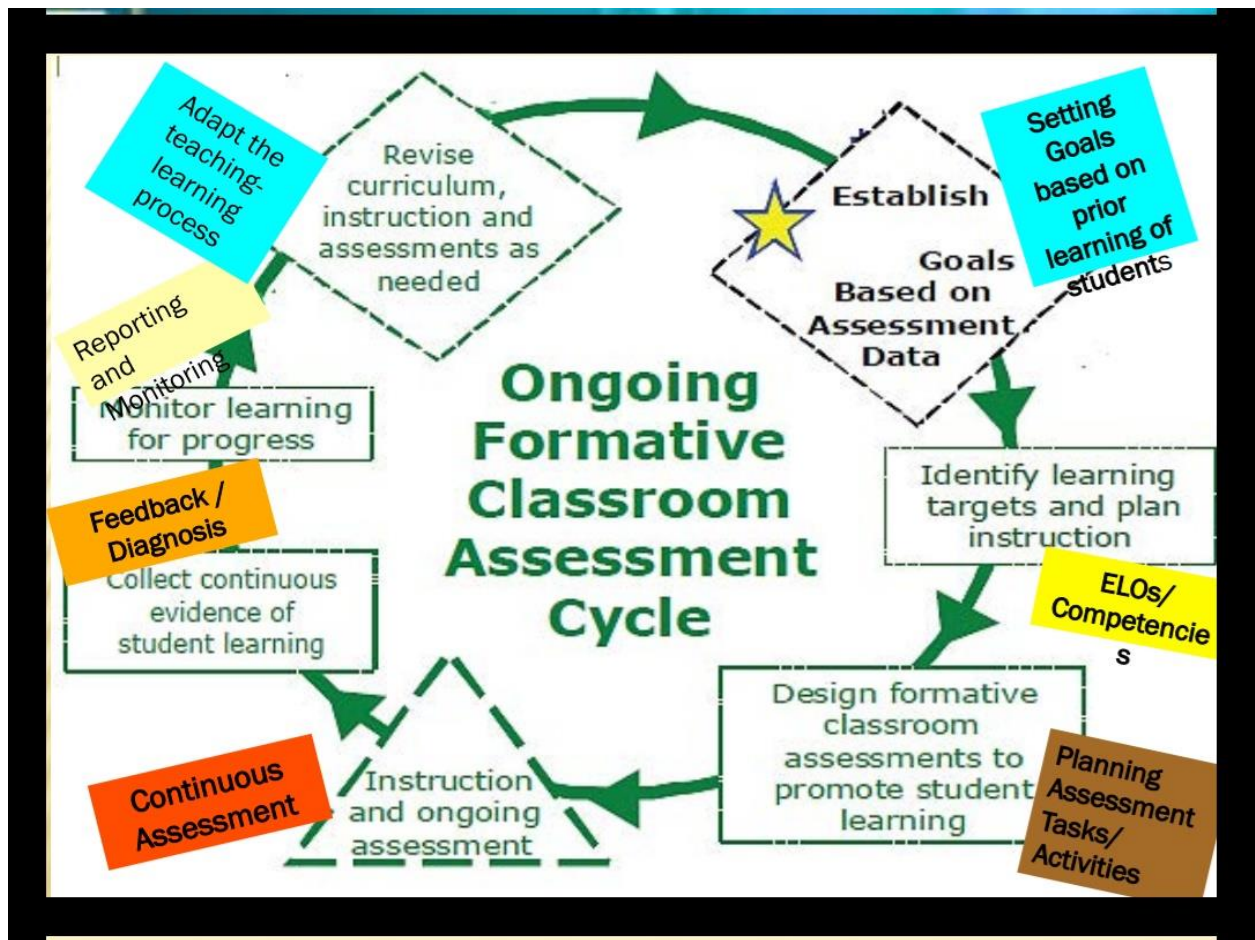 Adapt the
teaching-
learning
process
Revise
curriculum,
instruction and
assessments as
needed
Establish
Goals
Based on
Assessment
Data
Setting
Goals
based on
prior
learning of
students
Reporting
and
Monitoring
Monitor learning
for progress
Ongoing
Formative
Classroom
Assessment
Cycle
Identify learning
targets and plan
instruction
Feedback /
Diagnosis
ELOs/
Competencie
s
Collect continuous
evidence of
student learning
Design formative
classroom
assessments to
promote student
learning
Planning
Assessment
Tasks/
Activities
Continuous
Assessment
Instruction
and ongoing
assessment